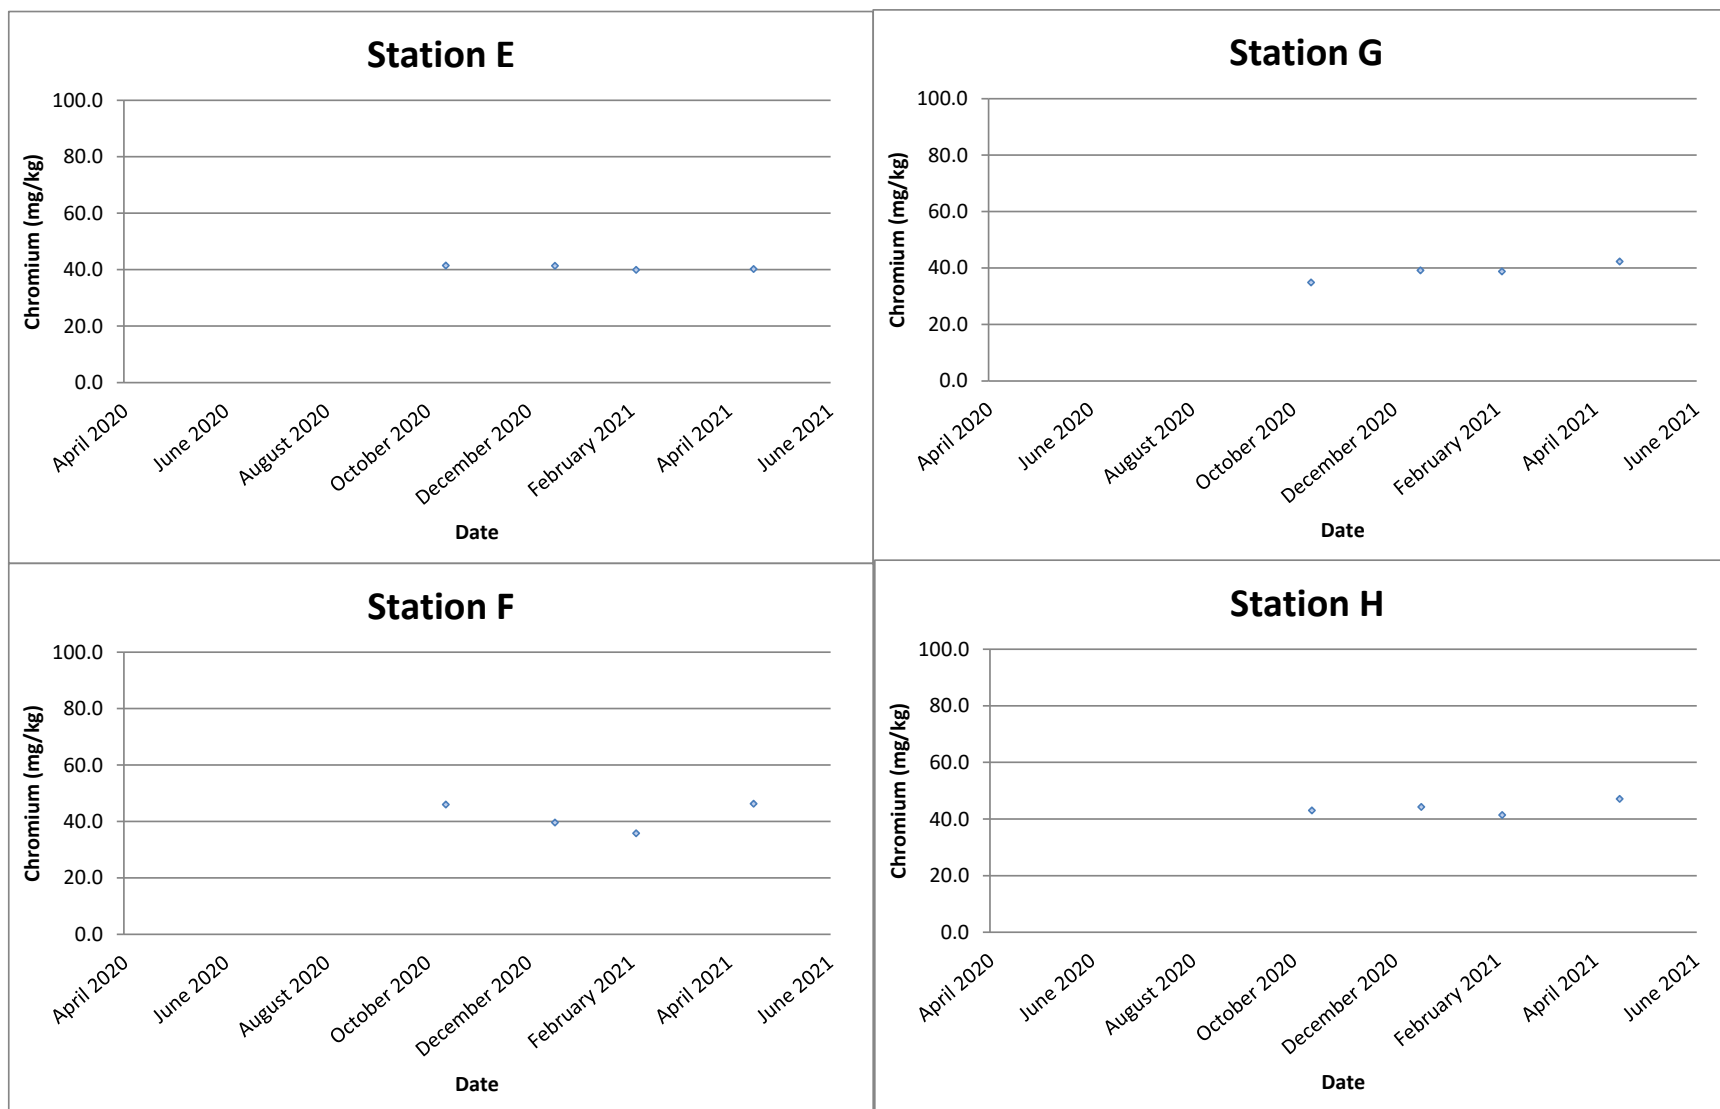 Station E
100.0
80.0
60.0
40.0
20.0
0.0
Chromium (mg/kg)
April 2020
June 2020
August 2020
October 2020
December 2020
February 2021
April 2021
June 2021
Date
Station G
100.0
80.0
60.0
40.0
20.0
0.0
Chromium (mg/kg)
April 2020
June 2020
August 2020
October 2020
December 2020
February 2021
April 2021
June 2021
Date
Station F
100.0
80.0
60.0
40.0
20.0
0.0
Chromium (mg/kg)
April 2020
June 2020
August 2020
October 2020
December 2020
February 2021
April 2021
June 2021
Date
Station H
100.0
80.0
60.0
40.0
20.0
0.0
Chromium (mg/kg)
April 2020
June 2020
August 2020
October 2020
December 2020
February 2021
April 2021
June 2021
Date